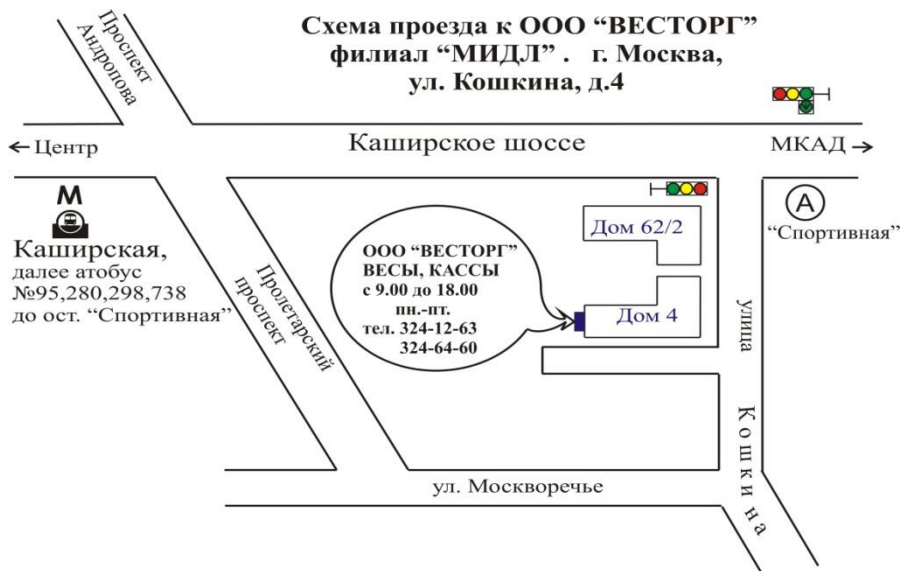 Схема проезда к ООО “ВЕСТОРГ”
филиал “МИДЛ” . г. Москва,
ул. Кошкина, д.4
Проспект
Андропова
← Центр
Каширское шоссе
МКАД →
М
Каширская,
далее атобус
№95,280,298,738
до ост. “Спортивная”
Пролетарский
проспект
ООО “ВЕСТОРГ”
ВЕСЫ, КАССЫ
с 9.00 до 18.00
пн.-пт.
тел. 324-12-63
324-64-60
Дом 62/2
Дом 4
А
“Спортивная”
улица Кошкина
ул. Москворечье